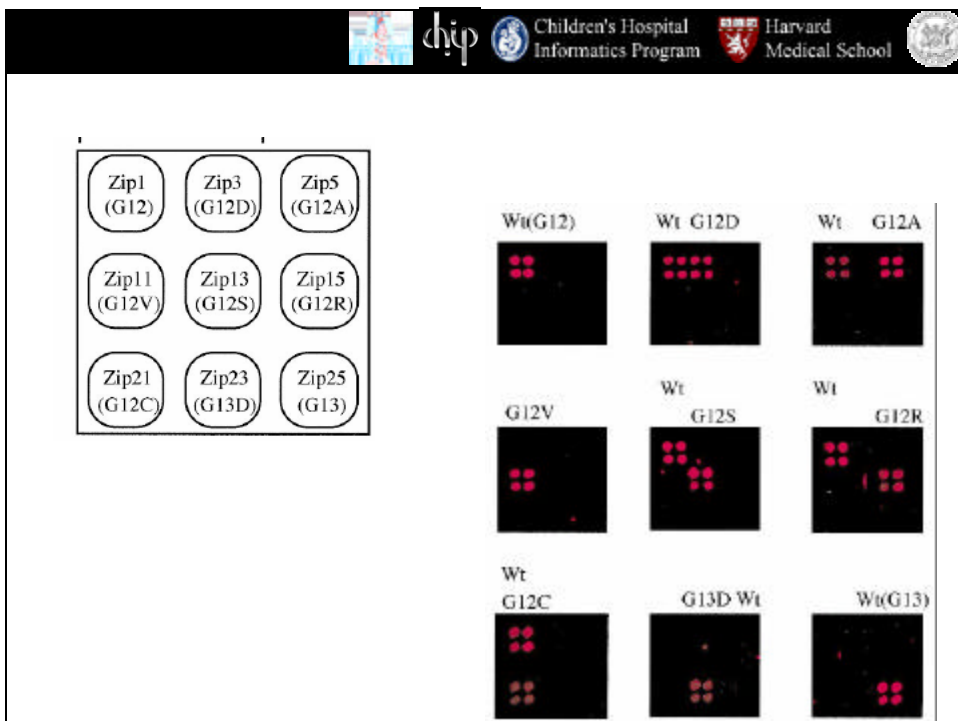 chip
Children's Hospital
Informatics Program
Harvard
Medical School
Zip1
(G12)
Zip3
(G12D)
Zip5
(G12A)
Zip11
(G12V)
Zip13
(G12S)
Zip15
(G12R)
Zip21
(G12C)
Zip23
(G13D)
Zip25
(G13)
Wt(G12)
Wt G12D
Wt G12A
G12V
Wt
G12S
Wt
G12R
Wt
G12C
G13D Wt
Wt(G13)